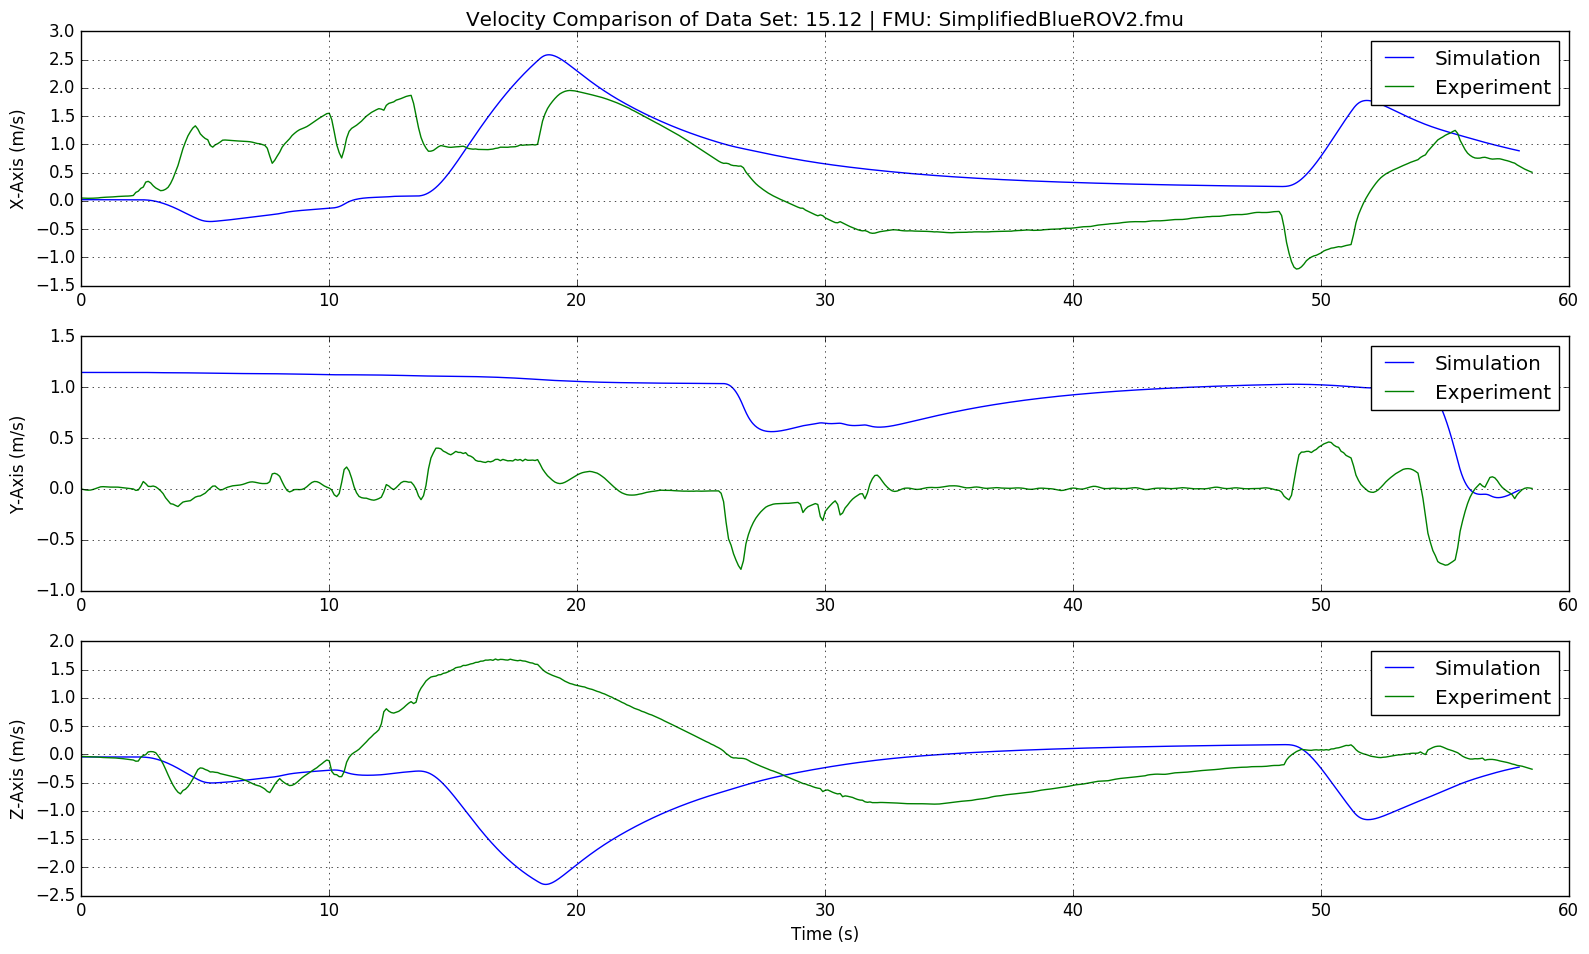 Velocity Comparison of Data Set: 15.12 | FMU: SimplifiedBlueROV2.fmu
3.0
2.5
2.0
1.5
1.0
0.5
0.0
−0.5
−1.0
−1.5
X-Axis (m/s)
Simulation
Experiment
0 10 20 30 40 50 60
1.5
1.0
0.5
0.0
−0.5
−1.0
Y-Axis (m/s)
Simulation
Experiment
0 10 20 30 40 50 60
2.0
1.5
1.0
0.5
0.0
−0.5
−1.0
−1.5
−2.0
−2.5
Z-Axis (m/s)
Simulation
Experiment
0 10 20 30 40 50 60
Time (s)